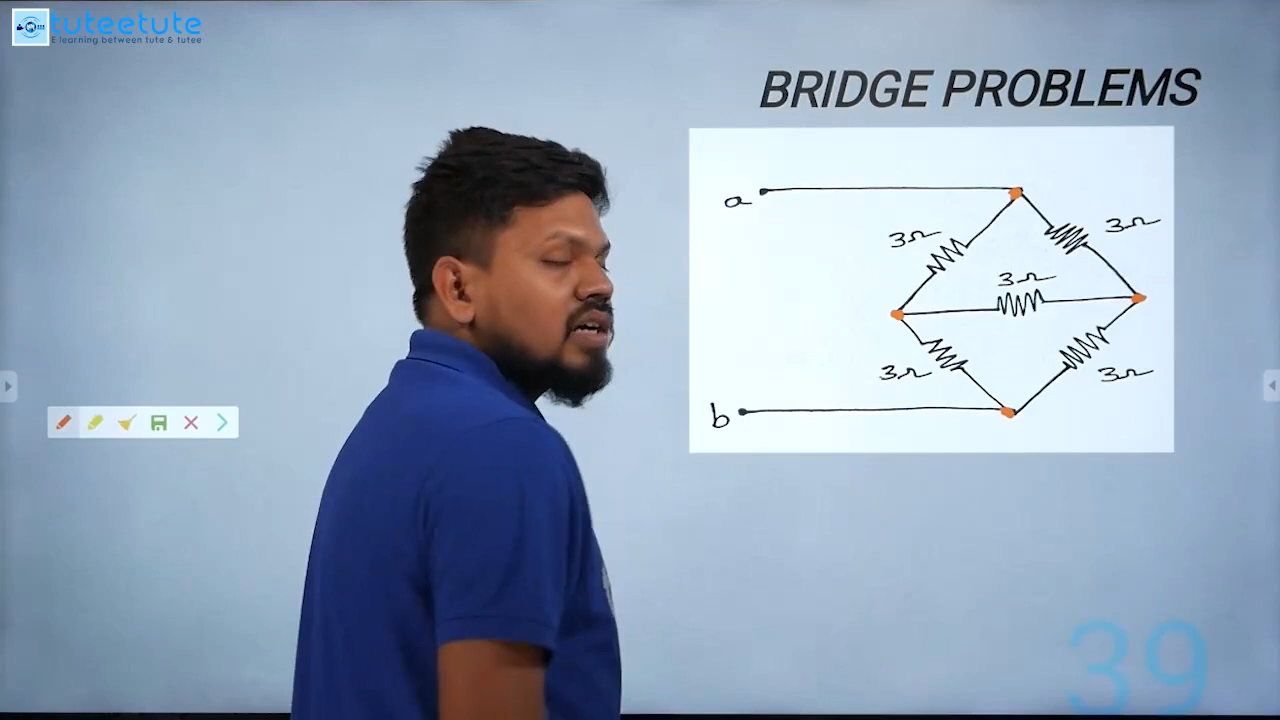 tuteetute
E learning between tute & tutee
BRIDGE PROBLEMS
a
3Ω
3Ω
3Ω
3Ω
3Ω
b
39